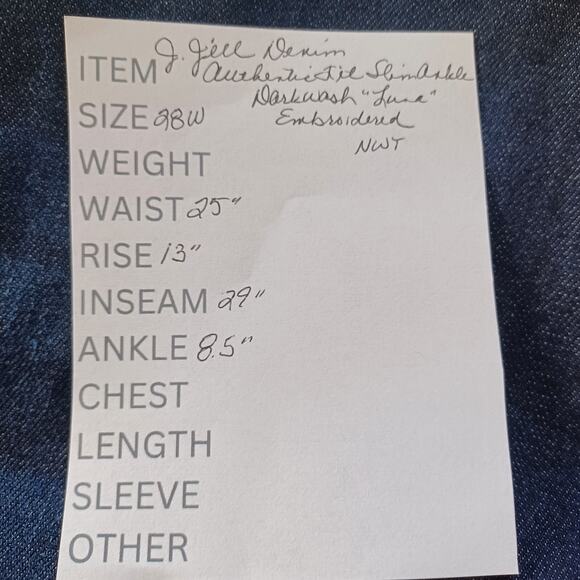 ITEM J. Jill Denim
Authentic Fit Slim Ankle
Darkwash "Luna"
SIZE 28W Embroidered
NWT
WEIGHT
WAIST 25"
RISE 13"
INSEAM 29"
ANKLE 8.5"
CHEST
LENGTH
SLEEVE
OTHER